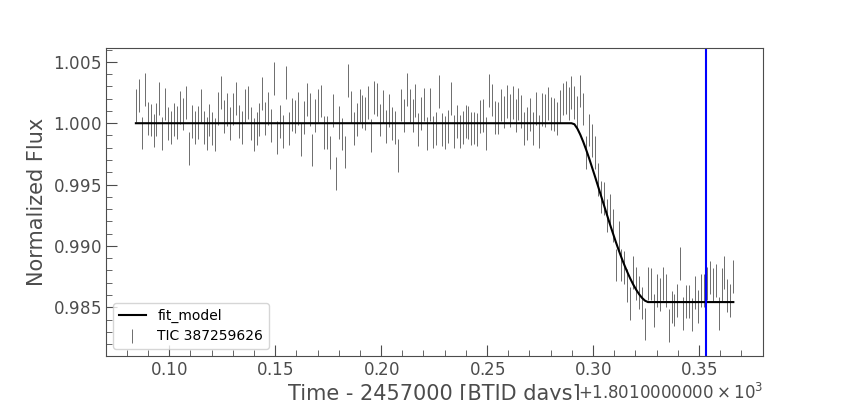 1.005
1.000
0.995
0.990
0.985
Normalized Flux
fit_model
TIC 387259626
0.10
0.15
0.20
0.25
0.30
0.35
Time - 2457000 [BTJD days]
+1.8010000000 × 10³